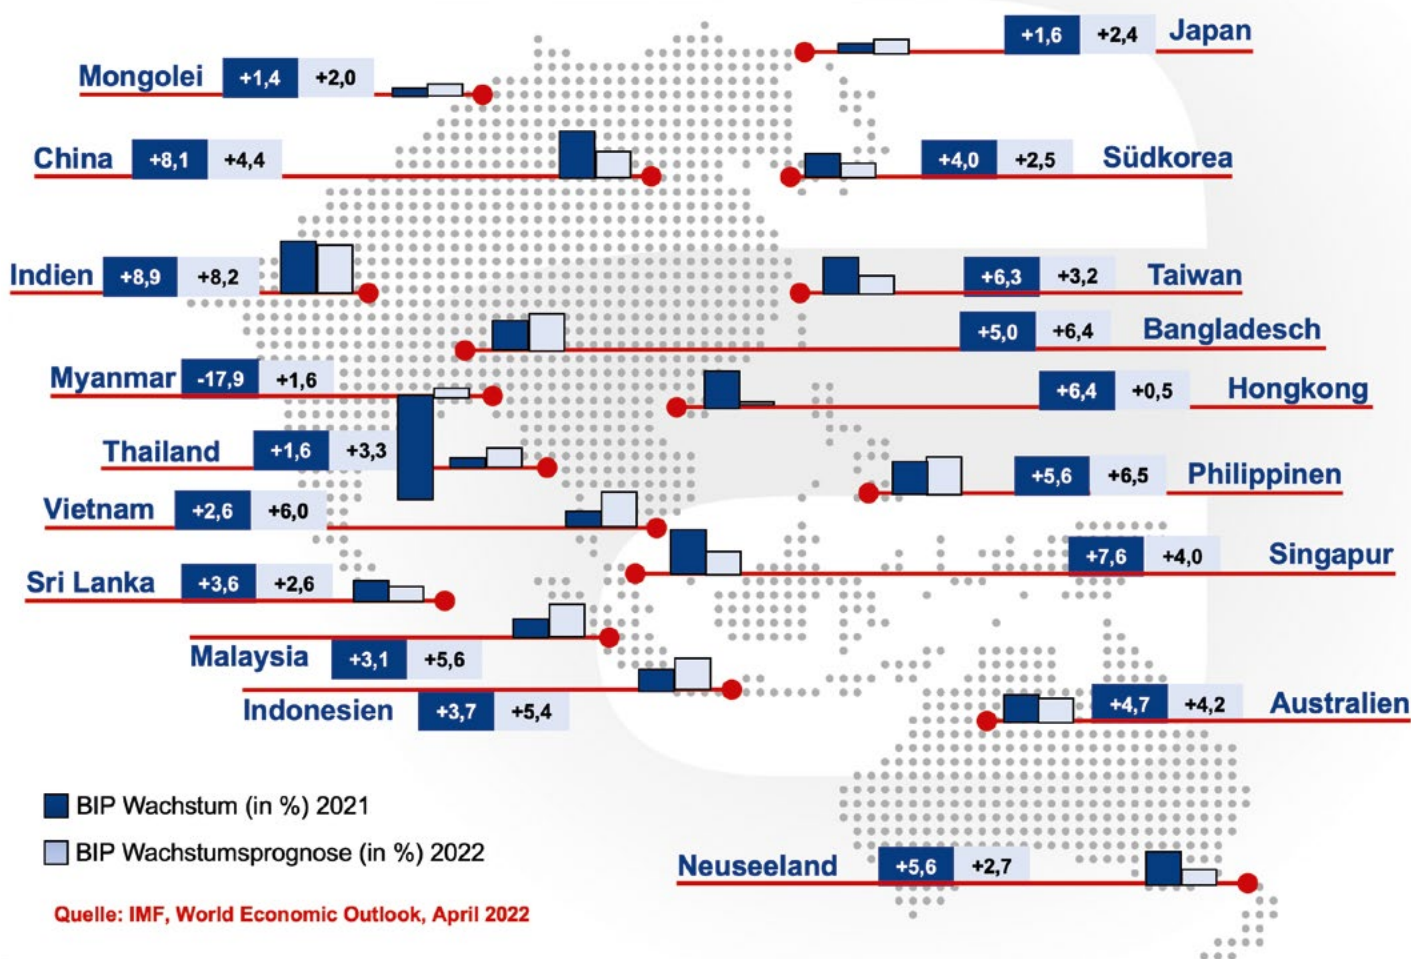 Japan +1,6 +2,4
Mongolei +1,4 +2,0
China +8,1 +4,4
+4,0 +2,5 Südkorea
Indien +8,9 +8,2
+6,3 +3,2 Taiwan
+5,0 +6,4 Bangladesch
Myanmar -17,9 +1,6
+6,4 +0,5 Hongkong
Thailand +1,6 +3,3
+5,6 +6,5 Philippinen
Vietnam +2,6 +6,0
+7,6 +4,0 Singapur
Sri Lanka +3,6 +2,6
Malaysia +3,1 +5,6
Indonesien +3,7 +5,4
+4,7 +4,2 Australien
BIP Wachstum (in %) 2021
BIP Wachstumsprognose (in %) 2022
Neuseeland +5,6 +2,7
Quelle: IMF, World Economic Outlook, April 2022